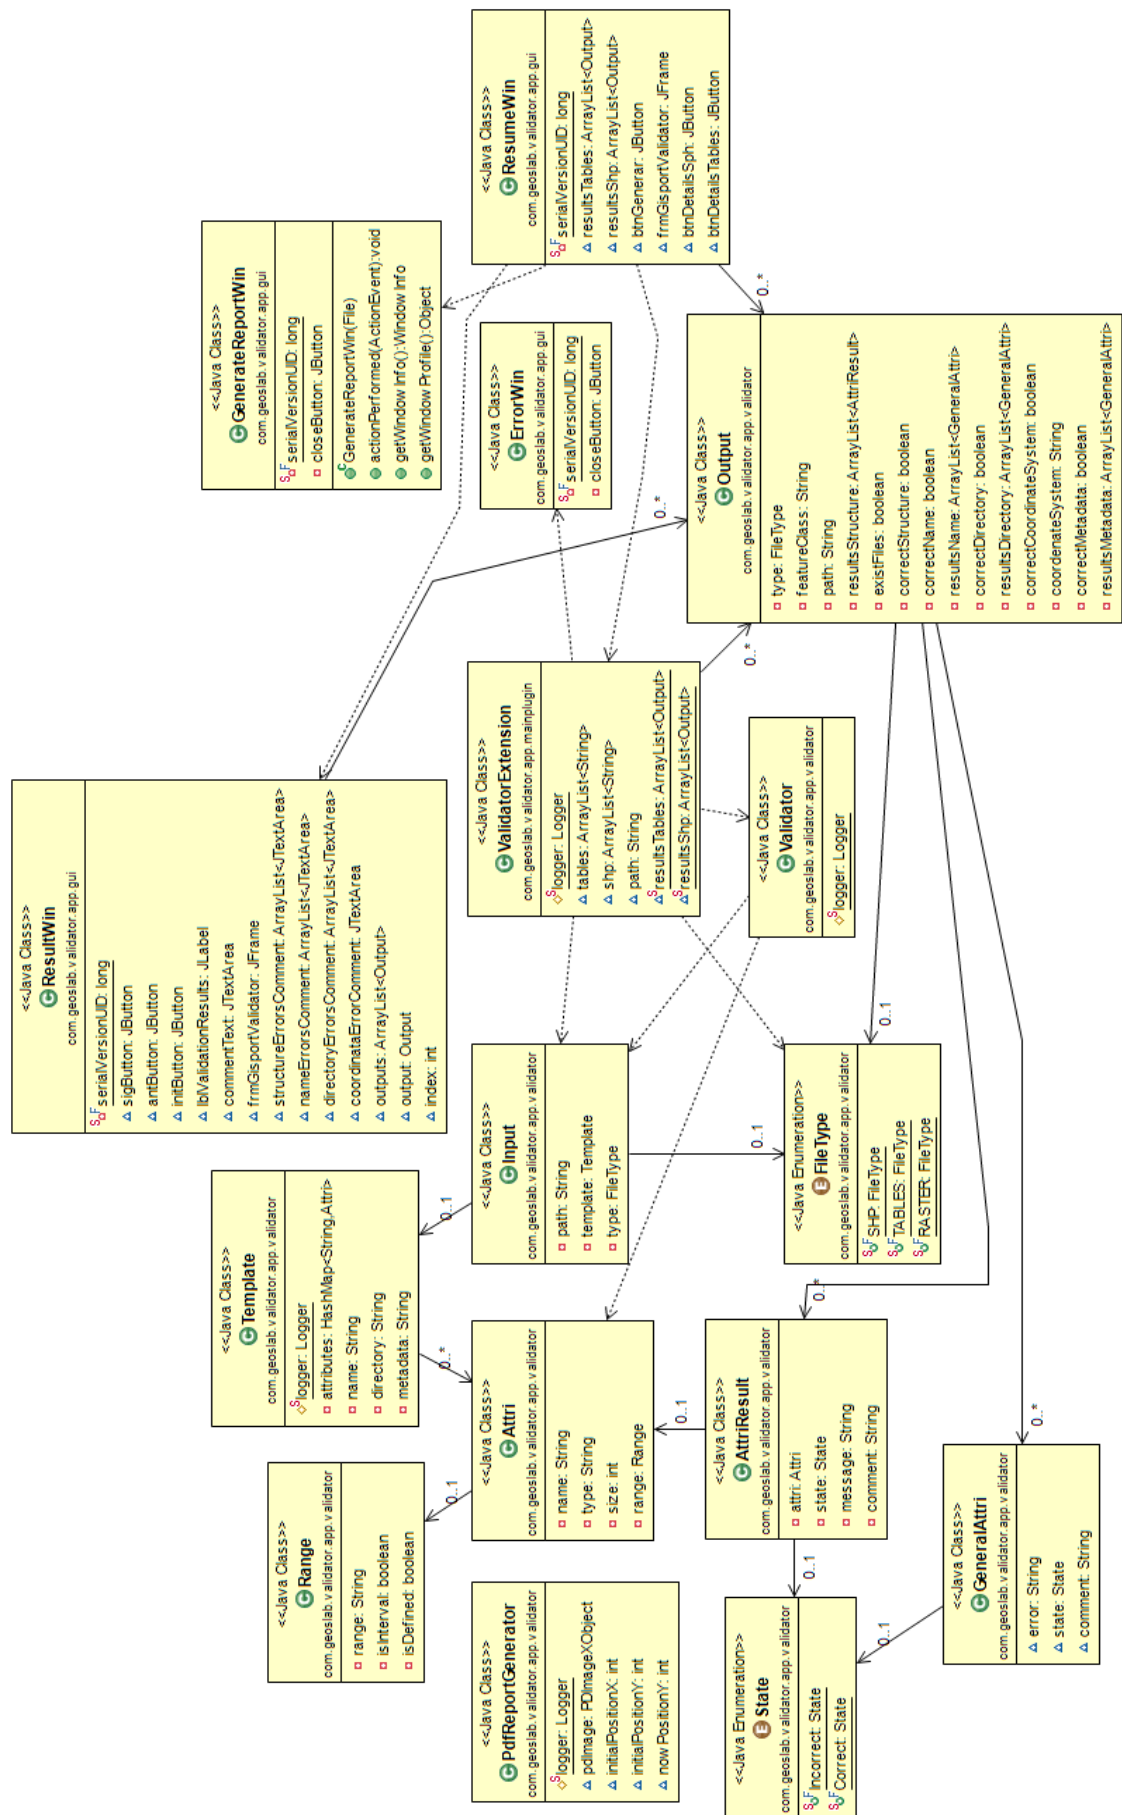 <<Java Class>>
ResultWin
com.geoslab.validator.app.gui
serialVersionUID: long
sigButton: JButton
antButton: JButton
initButton: JButton
lblValidationResults: JLabel
commentText: JTextArea
frmGisportValidator: JFrame
structureErrorsComment: ArrayList<JTextArea>
nameErrorsComment: ArrayList<JTextArea>
directoryErrorsComment: ArrayList<JTextArea>
coordinataErrorComment: JTextArea
outputs: ArrayList<Output>
output: Output
index: int
<<Java Class>>
Range
com.geoslab.validator.app.validator
range: String
isInterval: boolean
isDefined: boolean
0..1
<<Java Class>>
Template
com.geoslab.validator.app.validator
logger: Logger
attributes: HashMap<String,Attri>
name: String
directory: String
metadata: String
0..1
0..*
<<Java Class>>
GenerateReportWin
com.geoslab.validator.app.gui
serialVersionUID: long
closeButton: JButton
GenerateReportWin(File)
actionPerformed(ActionEvent):void
getWindowInfo():WindowInfo
getWindowProfile():Object
<<Java Class>>
PdfReportGenerator
com.geoslab.validator.app.validator
logger: Logger
pdImage: PDImageXObject
initialPositionX: int
initialPositionY: int
nowPositionY: int
<<Java Class>>
Attri
com.geoslab.validator.app.validator
name: String
type: String
size: int
range: Range
0..1
<<Java Class>>
Input
com.geoslab.validator.app.validator
path: String
template: Template
type: FileType
0..1
<<Java Class>>
ValidatorExtension
com.geoslab.validator.app.mainplugin
logger: Logger
tables: ArrayList<String>
shp: ArrayList<String>
path: String
resultsTables: ArrayList<Output>
resultsShp: ArrayList<Output>
0..*
<<Java Class>>
ErrorWin
com.geoslab.validator.app.gui
serialVersionUID: long
closeButton: JButton
0..*
<<Java Class>>
ResumeWin
com.geoslab.validator.app.gui
serialVersionUID: long
resultsTables: ArrayList<Output>
resultsShp: ArrayList<Output>
btnGenerar: JButton
frmGisportValidator: JFrame
btnDetailsSph: JButton
btnDetailsTables: JButton
0..*
<<Java Enumeration>>
State
com.geoslab.validator.app.validator
Incorrect: State
Correct: State
0..1
0..1
<<Java Class>>
AttriResult
com.geoslab.validator.app.validator
attri: Attri
state: State
message: String
comment: String
0..*
<<Java Enumeration>>
FileType
com.geoslab.validator.app.validator
SHP: FileType
TABLES: FileType
RASTER: FileType
0..1
<<Java Class>>
Validator
com.geoslab.validator.app.validator
logger: Logger
<<Java Class>>
Output
com.geoslab.validator.app.validator
type: FileType
featureClass: String
path: String
resultsStructure: ArrayList<AttriResult>
existFiles: boolean
correctStructure: boolean
correctName: boolean
resultsName: ArrayList<GeneralAttri>
correctDirectory: boolean
resultsDirectory: ArrayList<GeneralAttri>
correctCoordinateSystem: boolean
coordenateSystem: String
correctMetadata: boolean
resultsMetadata: ArrayList<GeneralAttri>
<<Java Class>>
GeneralAttri
com.geoslab.validator.app.validator
error: String
state: State
comment: String
0..*